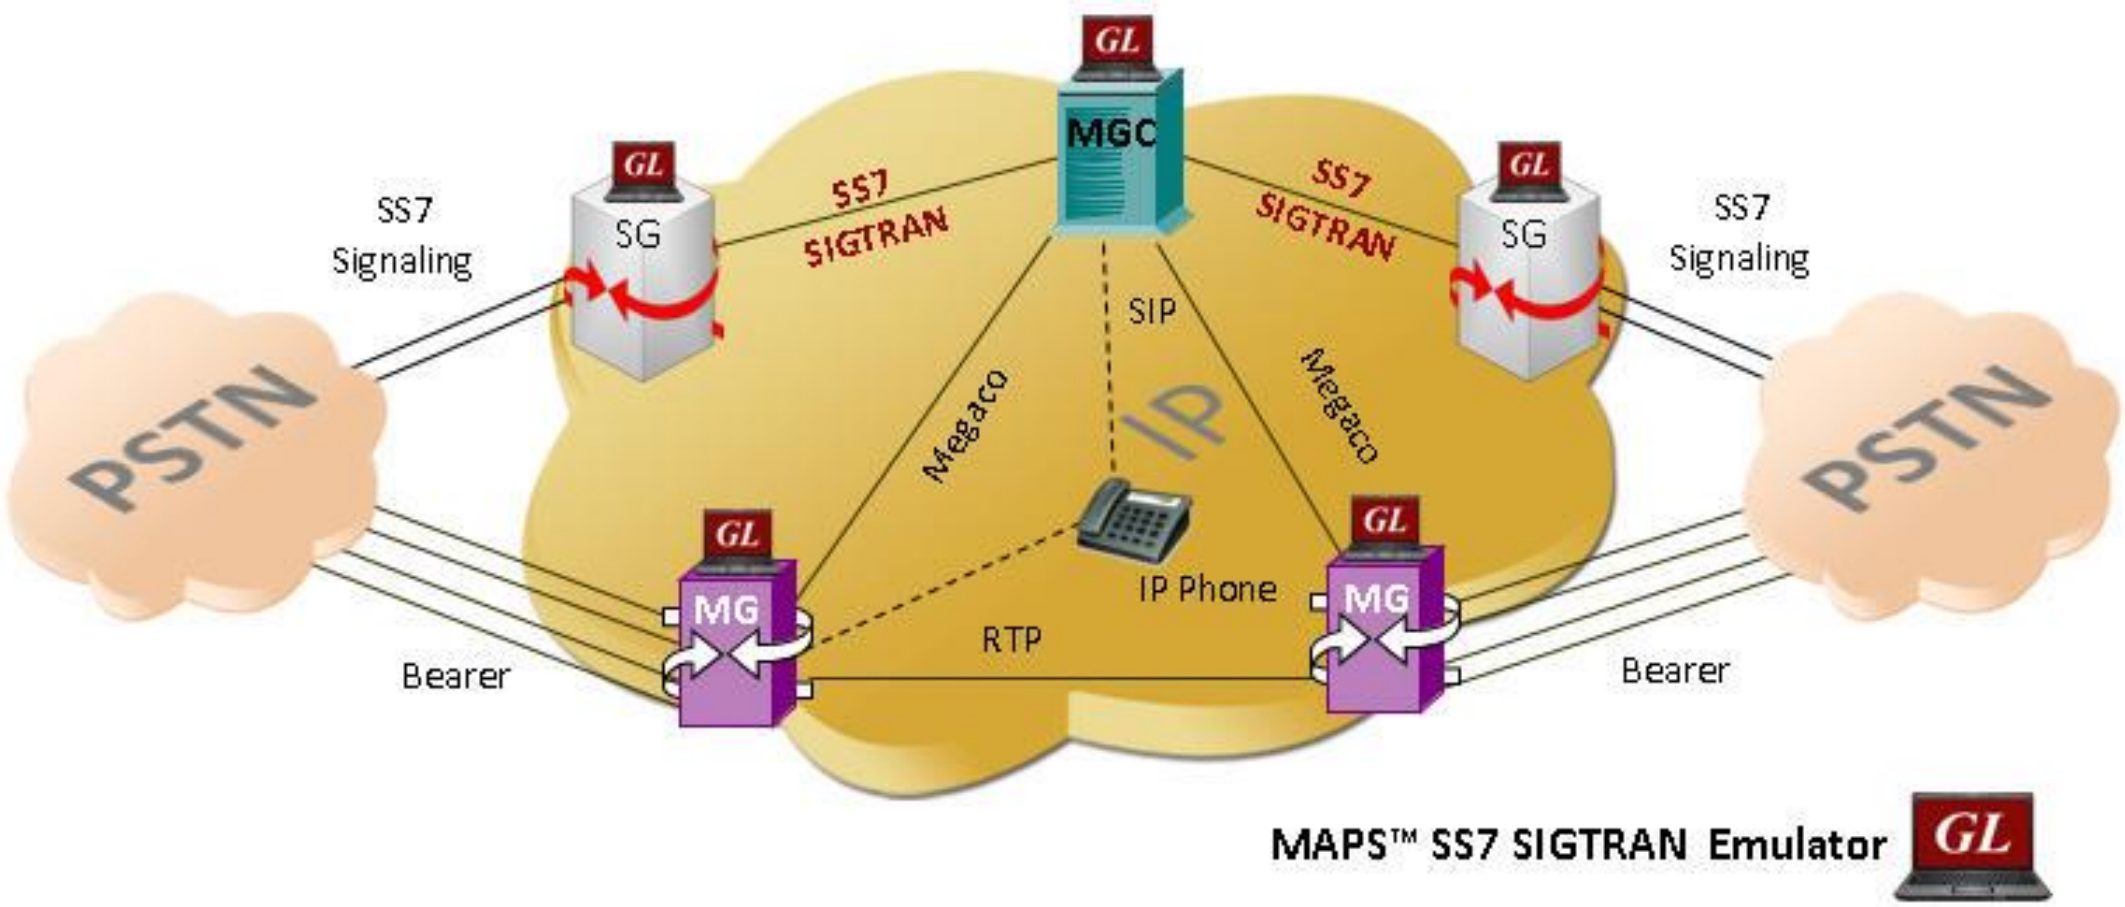 GL
MGC
GL
SG
SS7
Signaling
SS7
SIGTRAN
SS7
SIGTRAN
GL
SG
SS7
Signaling
SIP
Megaco
IP
Megaco
PSTN
PSTN
GL
MG
IP Phone
GL
MG
RTP
Bearer
Bearer
MAPS™ SS7 SIGTRAN Emulator
GL